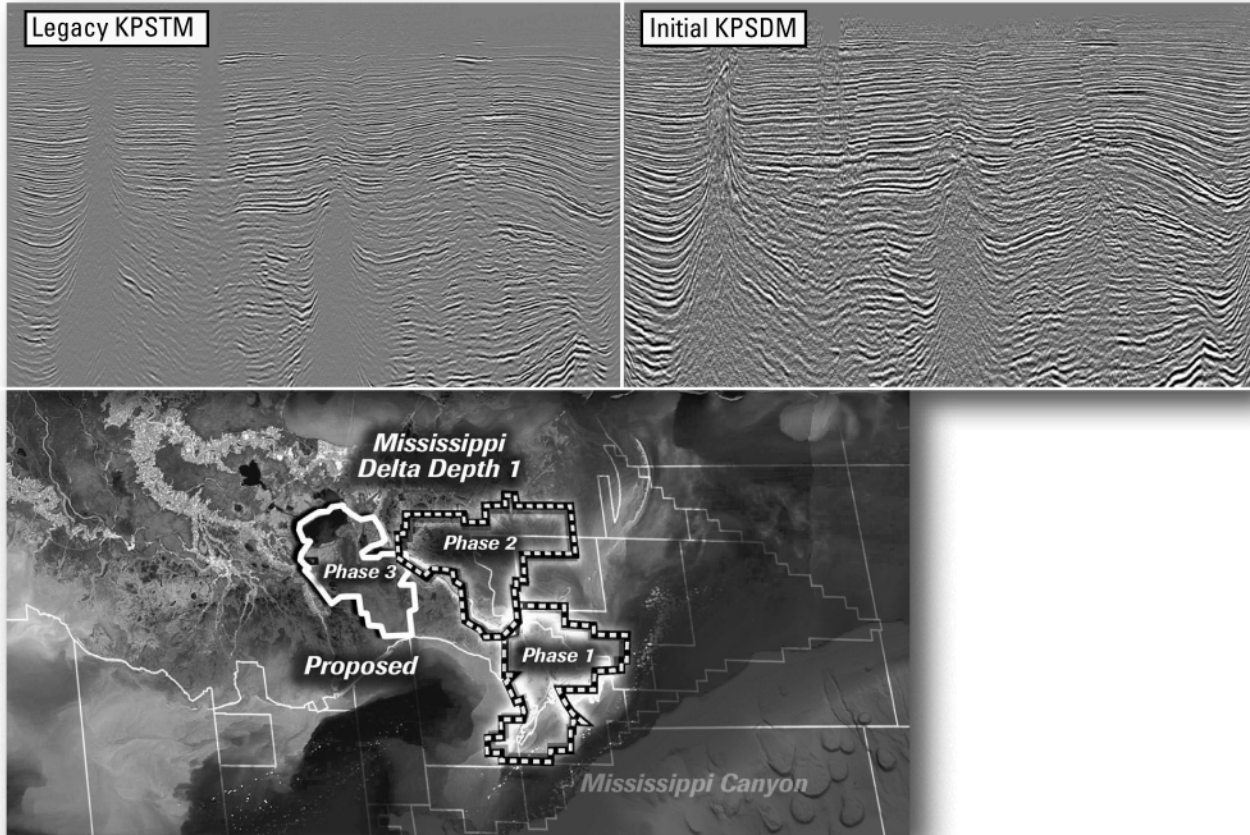 Legacy KPSTM
Initial KPSDM
Mississippi
Delta Depth 1
Phase 2
Phase 3
Phase 1
Proposed
Mississippi Canyon